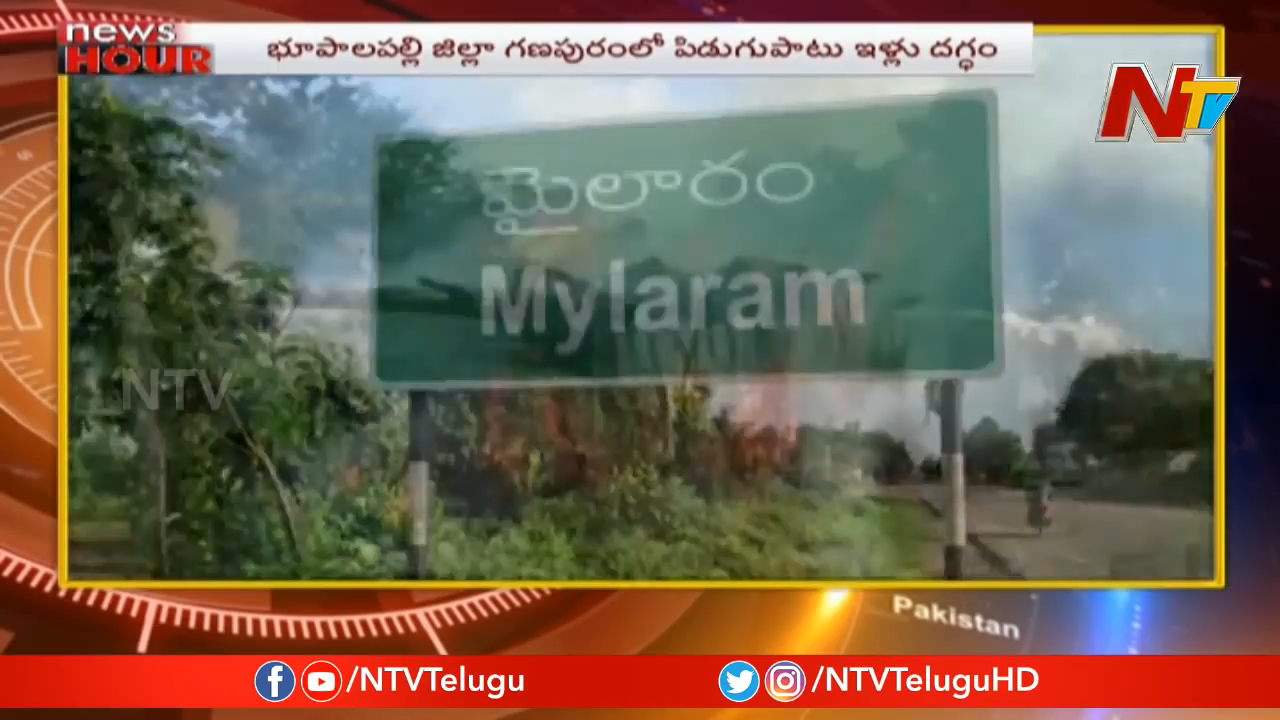 news
HOUR
భూపాలపల్లి జిల్లా గణపురంలో పిడుగుపాటు ఇళ్లు దగ్ధం
NTV
మైలారం
Mylaram
NTV
Pakistan
/NTVTelugu
/NTVTeluguHD